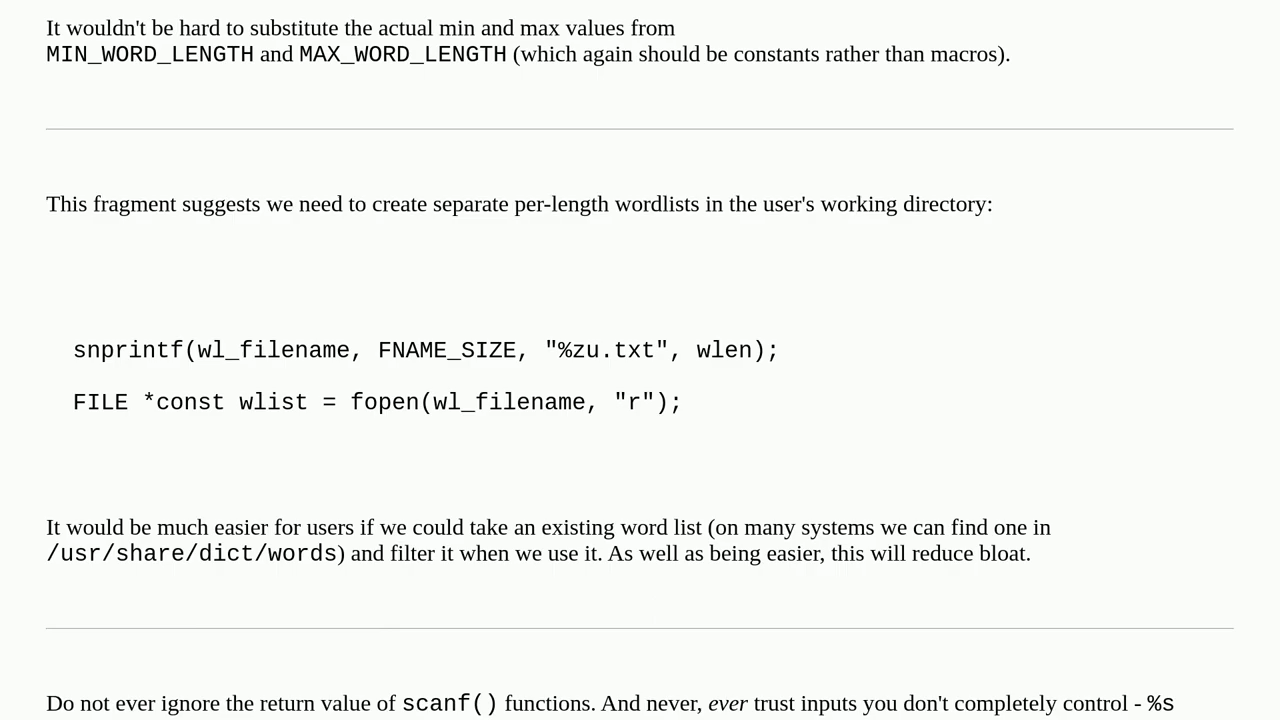 It wouldn't be hard to substitute the actual min and max values from
MIN_WORD_LENGTH and MAX_WORD_LENGTH (which again should be constants rather than macros).
This fragment suggests we need to create separate per-length wordlists in the user's working directory:
snprintf(wl_filename, FNAME_SIZE, "%zu.txt", wlen);
FILE *const wlist = fopen(wl_filename, "r");
It would be much easier for users if we could take an existing word list (on many systems we can find one in
/usr/share/dict/words) and filter it when we use it. As well as being easier, this will reduce bloat.
Do not ever ignore the return value of scanf() functions. And never, ever trust inputs you don't completely control - %s